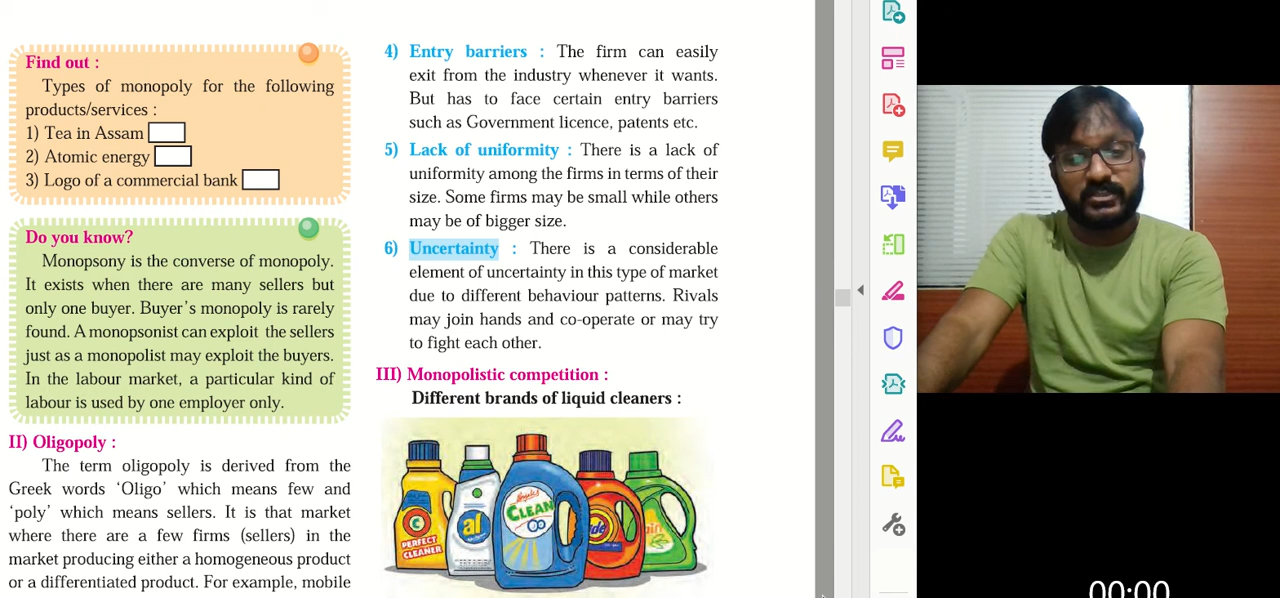 Find out :
Types of monopoly for the following
products/services :
1) Tea in Assam
2) Atomic energy
3) Logo of a commercial bank
Do you know?
Monopsony is the converse of monopoly.
It exists when there are many sellers but
only one buyer. Buyer's monopoly is rarely
found. A monopsonist can exploit the sellers
just as a monopolist may exploit the buyers.
In the labour market, a particular kind of
labour is used by one employer only.
II) Oligopoly :
The term oligopoly is derived from the
Greek words ‘Oligo’ which means few and
‘poly’ which means sellers. It is that market
where there are a few firms (sellers) in the
market producing either a homogeneous product
or a differentiated product. For example, mobile
4) Entry barriers : The firm can easily
exit from the industry whenever it wants.
But has to face certain entry barriers
such as Government licence, patents etc.
5) Lack of uniformity : There is a lack of
uniformity among the firms in terms of their
size. Some firms may be small while others
may be of bigger size.
6) Uncertainty : There is a considerable
element of uncertainty in this type of market
due to different behaviour patterns. Rivals
may join hands and co-operate or may try
to fight each other.
III) Monopolistic competition :
Different brands of liquid cleaners :
C
PERFECT
CLEANER
al
CLEAN
ide
ain
00:00